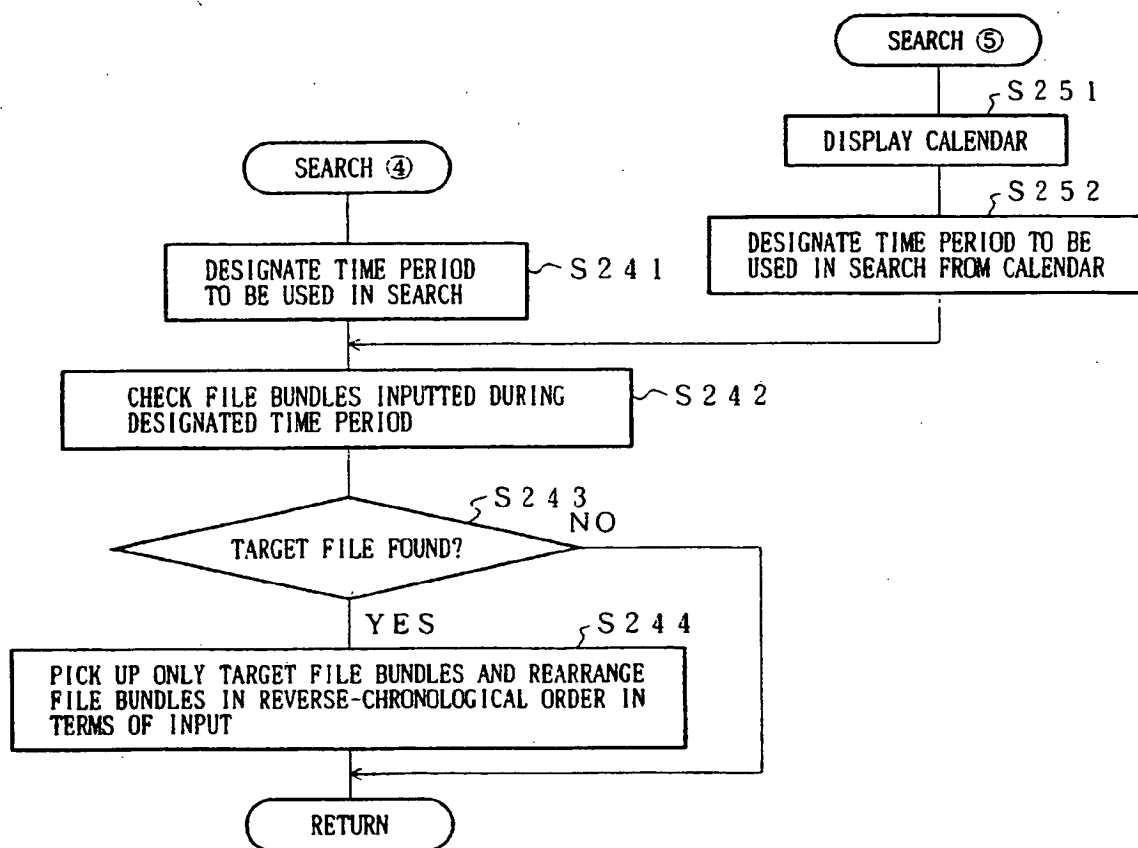 SEARCH ⑤
S251
DISPLAY CALENDAR
S252
DESIGNATE TIME PERIOD TO BE
USED IN SEARCH FROM CALENDAR
SEARCH ④
DESIGNATE TIME PERIOD
TO BE USED IN SEARCH
S241
CHECK FILE BUNDLES INPUTTED DURING
DESIGNATED TIME PERIOD
S242
S243
TARGET FILE FOUND?
NO
YES
S244
PICK UP ONLY TARGET FILE BUNDLES AND REARRANGE
FILE BUNDLES IN REVERSE-CHRONOLOGICAL ORDER IN
TERMS OF INPUT
RETURN